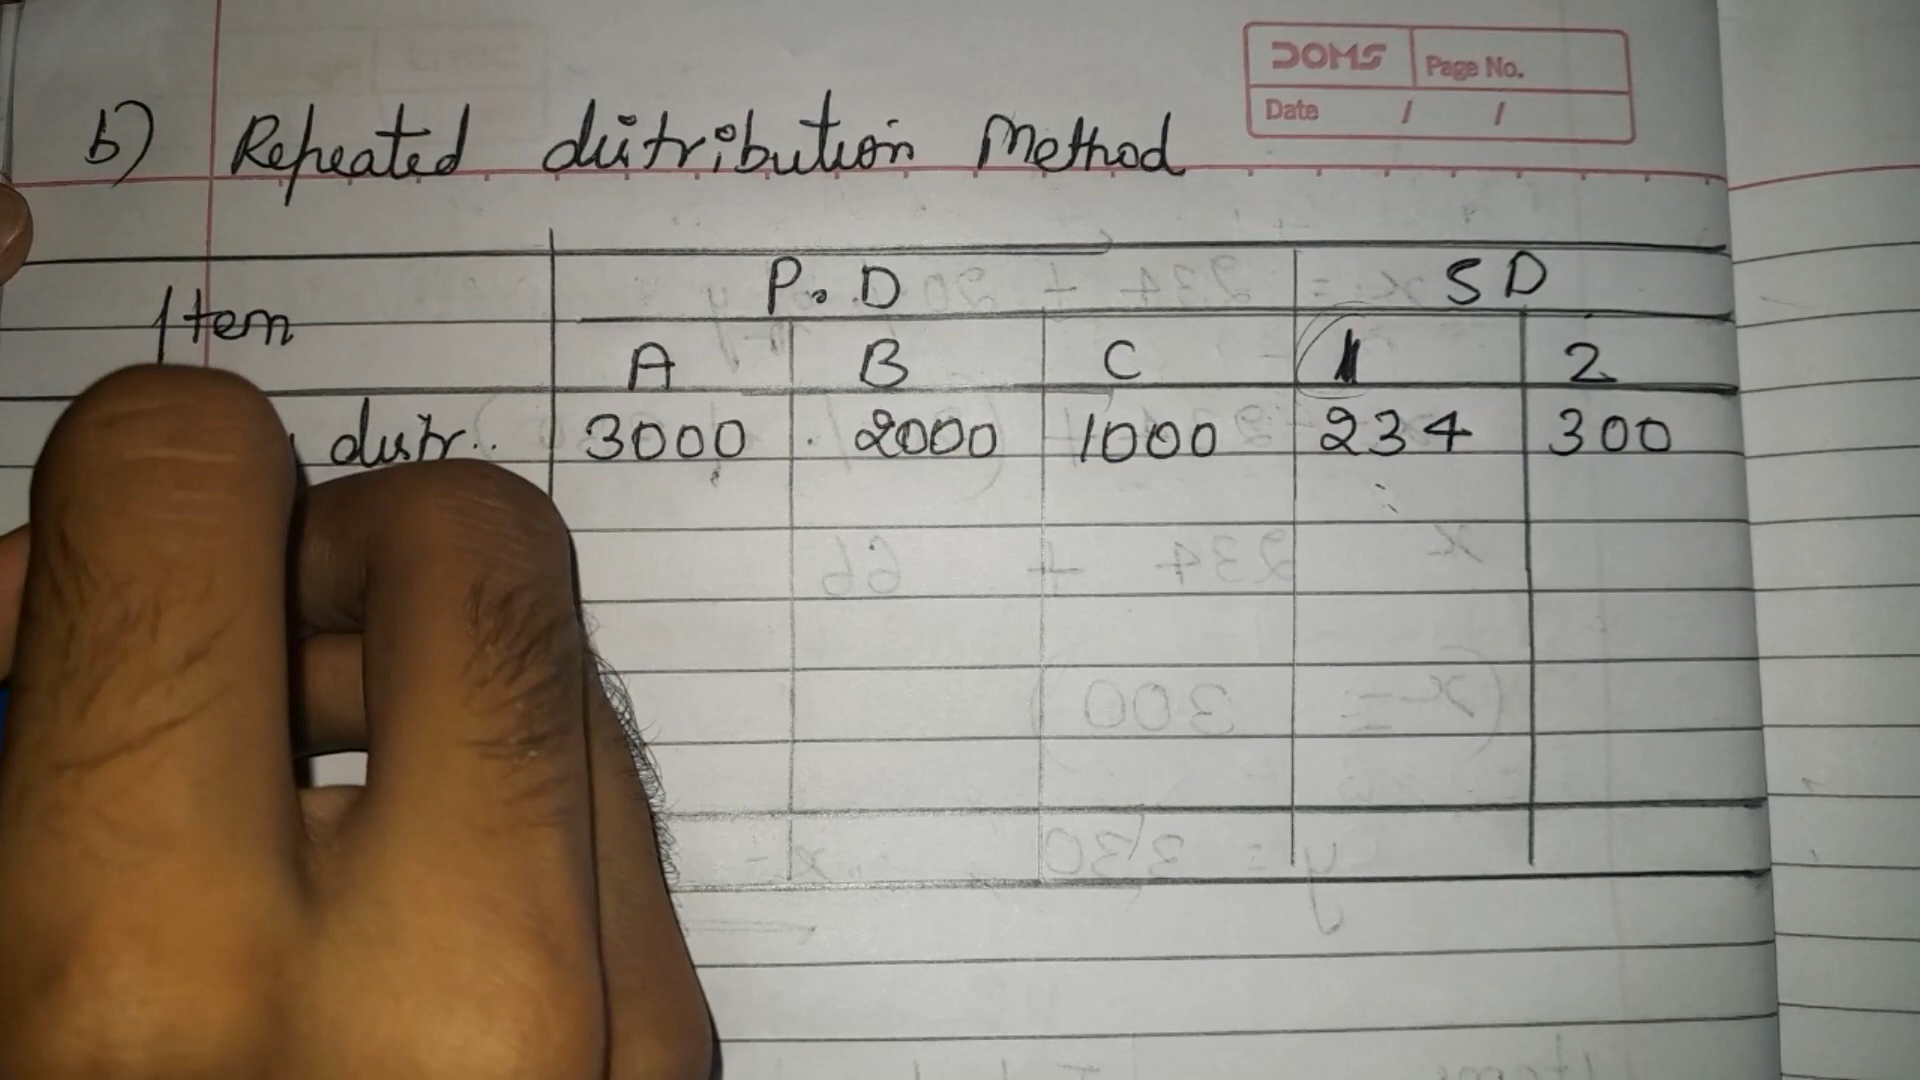 DOMS Page No.
Date / /
b) Repeated distribution Method
Item P.D SD
A B C 1 2
distr.. 3000 2000 1000 234 300